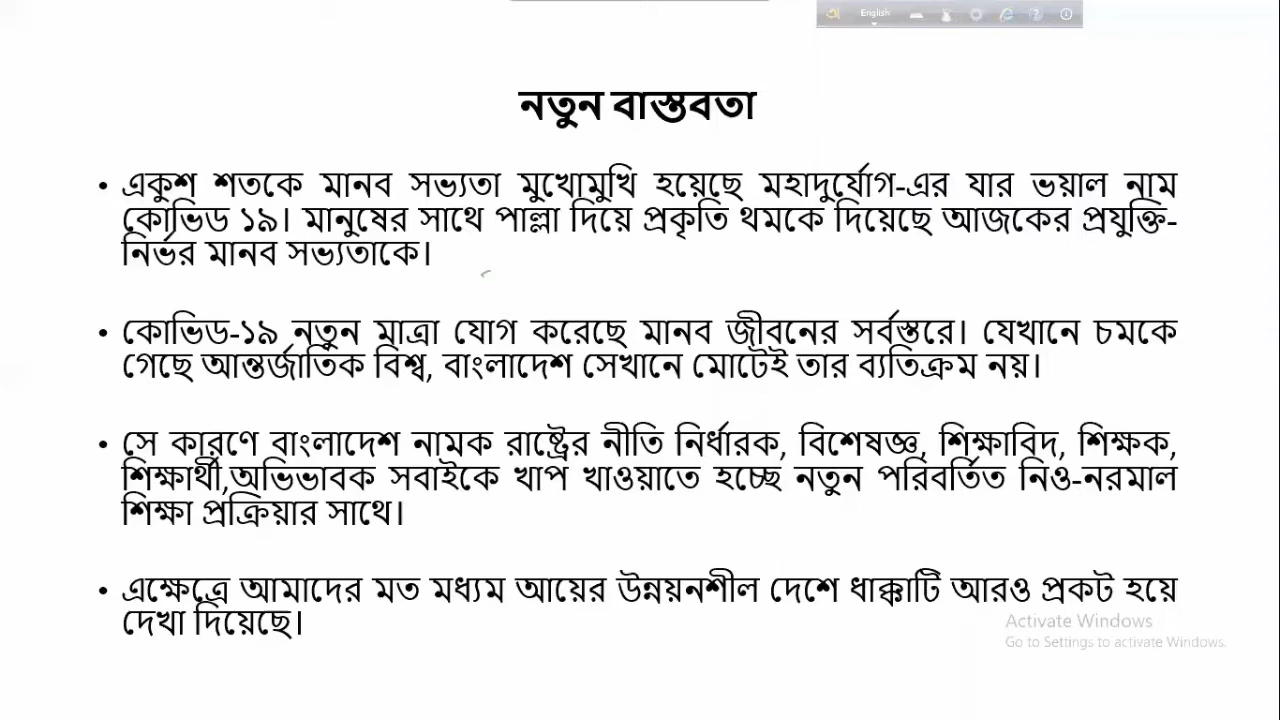 English
নতুন বাস্তবতা
• একুশ শতকে মানব সভ্যতা মুখোমুখি হয়েছে মহাদুর্যোগ-এর যার ভয়াল নাম
কোভিড ১৯। মানুষের সাথে পাল্লা দিয়ে প্রকৃতি থমকে দিয়েছে আজকের প্রযুক্তি-
নির্ভর মানব সভ্যতাকে।
• কোভিড-১৯ নতুন মাত্রা যোগ করেছে মানব জীবনের সর্বস্তরে। যেখানে চমকে
গেছে আন্তর্জাতিক বিশ্ব, বাংলাদেশ সেখানে মোটেই তার ব্যতিক্রম নয়।
• সে কারণে বাংলাদেশ নামক রাষ্ট্রের নীতি নির্ধারক, বিশেষজ্ঞ, শিক্ষাবিদ, শিক্ষক,
শিক্ষার্থী,অভিভাবক সবাইকে খাপ খাওয়াতে হচ্ছে নতুন পরিবর্তিত নিও-নরমাল
শিক্ষা প্রক্রিয়ার সাথে।
• এক্ষেত্রে আমাদের মত মধ্যম আয়ের উন্নয়নশীল দেশে ধাক্কাটি আরও প্রকট হয়ে
দেখা দিয়েছে।
Activate Windows
Go to Settings to activate Windows.